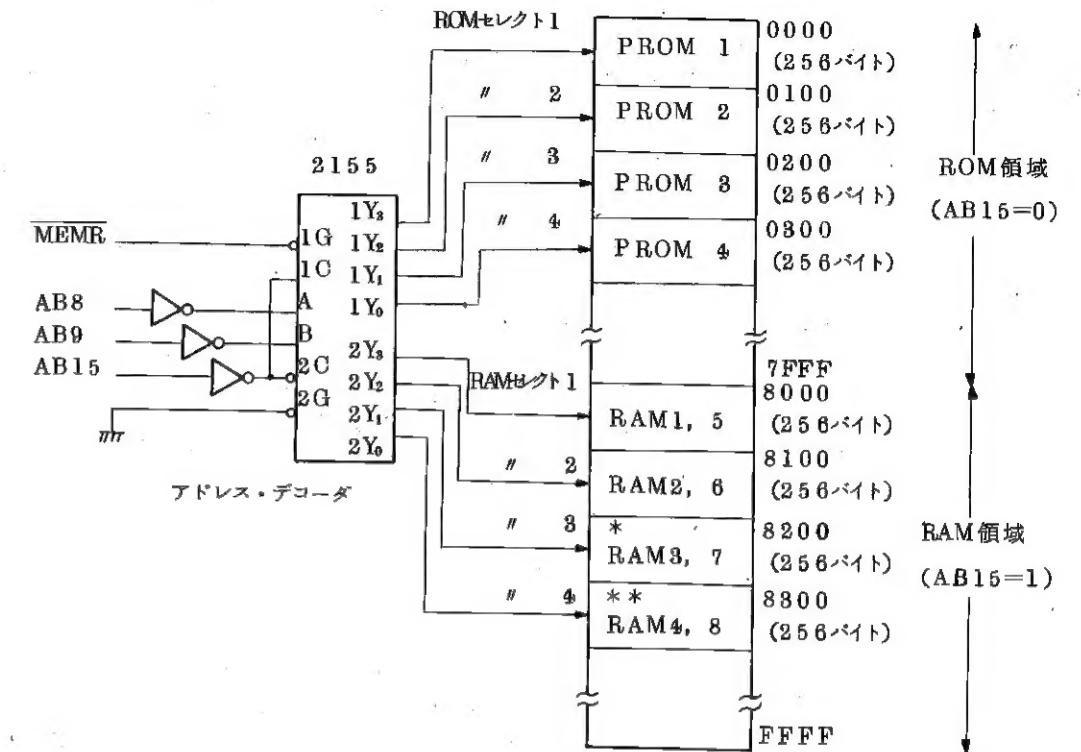 ROMセレクト1
〃 2
〃 3
〃 4
2155
MEMR
AB8
AB9
AB15
1G
1C
A
B
2C
2G
1Y3
1Y2
1Y1
1Y0
2Y3
2Y2
2Y1
2Y0
アドレス・デコーダ
RAMセレクト1
〃 2
〃 3
〃 4
PROM 1
PROM 2
PROM 3
PROM 4
RAM1, 5
RAM2, 6
*
RAM3, 7
**
RAM4, 8
0000
(256バイト)
0100
(256バイト)
0200
(256バイト)
0300
(256バイト)
7FFF
8000
(256バイト)
8100
(256バイト)
8200
(256バイト)
8300
(256バイト)
FFFF
ROM領域
(AB15=0)
RAM領域
(AB15=1)